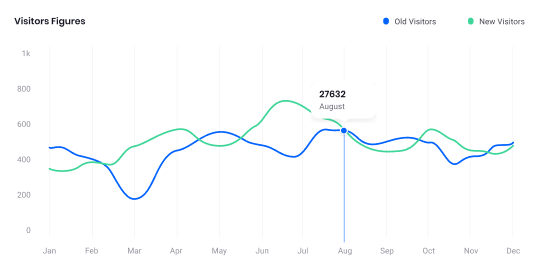 Visitors Figures
Old Visitors
New Visitors
1k
800
600
400
200
0
27632
August
Jan Feb Mar Apr May Jun Jul Aug Sep Oct Nov Dec